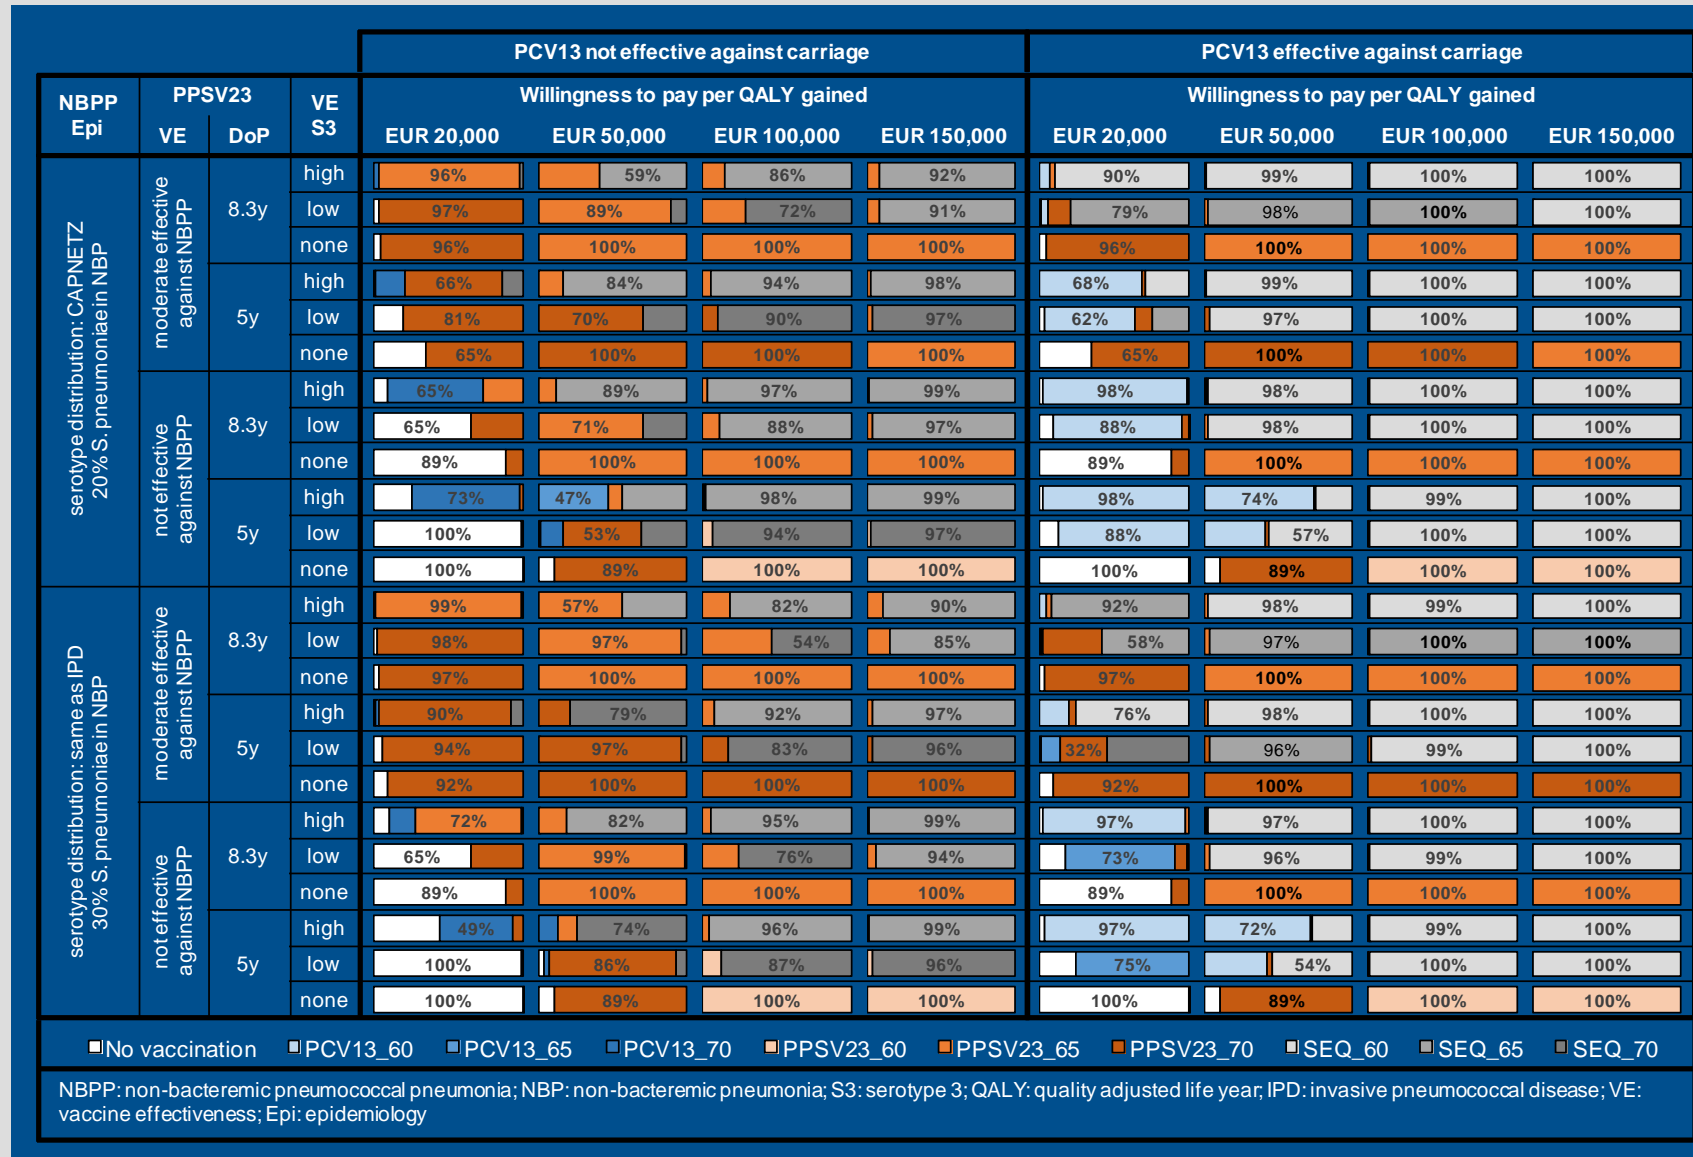 PCV13 not effective against carriage PCV13 effective against carriage
NBPP Epi PPSV23 VE S3 Willingness to pay per QALY gained Willingness to pay per QALY gained
VE DoP EUR 20,000 EUR 50,000 EUR 100,000 EUR 150,000 EUR 20,000 EUR 50,000 EUR 100,000 EUR 150,000
serotype distribution: CAPNETZ
20% S. pneumoniae in NBP
moderate effective
against NBPP
8.3y
high 96% 59% 86% 92% 90% 99% 100% 100%
low 97% 89% 72% 91% 79% 98% 100% 100%
none 96% 100% 100% 100% 96% 100% 100% 100%
5y
high 66% 84% 94% 98% 68% 99% 100% 100%
low 81% 70% 90% 97% 62% 97% 100% 100%
none 65% 100% 100% 100% 65% 100% 100% 100%
not effective
against NBPP
8.3y
high 65% 89% 97% 99% 98% 98% 100% 100%
low 65% 71% 88% 97% 88% 98% 100% 100%
none 89% 100% 100% 100% 89% 100% 100% 100%
5y
high 73% 47% 98% 99% 98% 74% 99% 100%
low 100% 53% 94% 97% 88% 57% 100% 100%
none 100% 89% 100% 100% 100% 89% 100% 100%
serotype distribution: same as IPD
30% S. pneumoniae in NBP
moderate effective
against NBPP
8.3y
high 99% 57% 82% 90% 92% 98% 99% 100%
low 98% 97% 54% 85% 58% 97% 100% 100%
none 97% 100% 100% 100% 97% 100% 100% 100%
5y
high 90% 79% 92% 97% 76% 98% 100% 100%
low 94% 97% 83% 96% 32% 96% 99% 100%
none 92% 100% 100% 100% 92% 100% 100% 100%
not effective
against NBPP
8.3y
high 72% 82% 95% 99% 97% 97% 100% 100%
low 65% 99% 76% 94% 73% 96% 99% 100%
none 89% 100% 100% 100% 89% 100% 100% 100%
5y
high 49% 74% 96% 99% 97% 72% 99% 100%
low 100% 86% 87% 96% 75% 54% 100% 100%
none 100% 89% 100% 100% 100% 89% 100% 100%
No vaccination PCV13_60 PCV13_65 PCV13_70 PPSV23_60 PPSV23_65 PPSV23_70 SEQ_60 SEQ_65 SEQ_70
NBPP: non-bacteremic pneumococcal pneumonia; NBP: non-bacteremic pneumonia; S3: serotype 3; QALY: quality adjusted life year; IPD: invasive pneumococcal disease; VE:
vaccine effectiveness; Epi: epidemiology